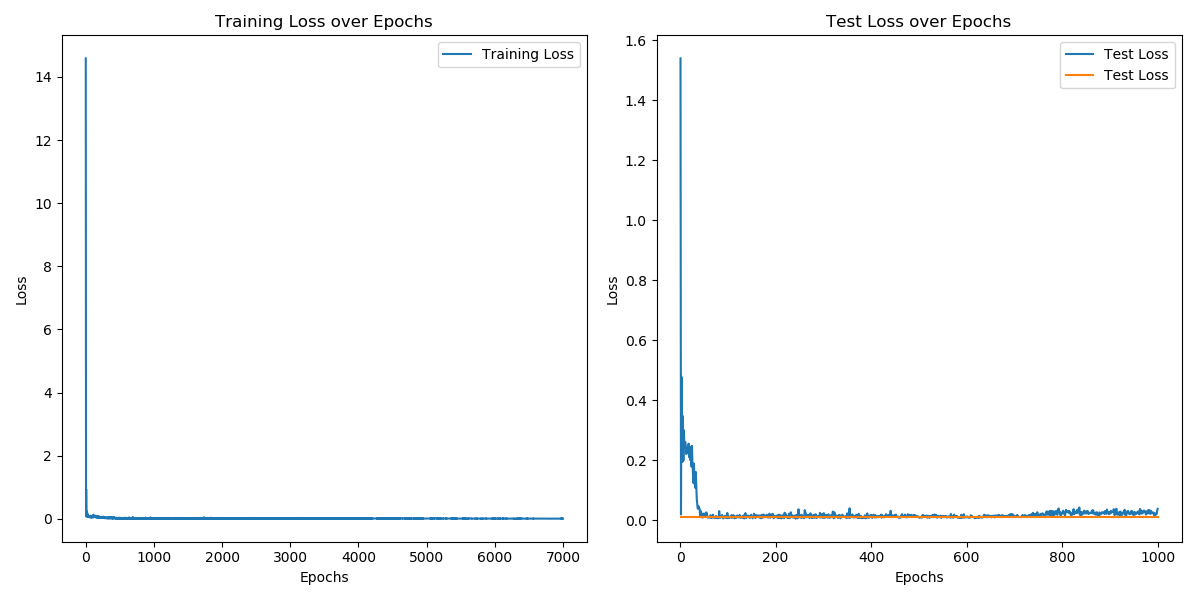 Training Loss over Epochs
Training Loss
14
12
10
8
6
4
2
0
Loss
0 1000 2000 3000 4000 5000 6000 7000
Epochs
Test Loss over Epochs
Test Loss
Test Loss
1.6
1.4
1.2
1.0
0.8
0.6
0.4
0.2
0.0
Loss
0 200 400 600 800 1000
Epochs